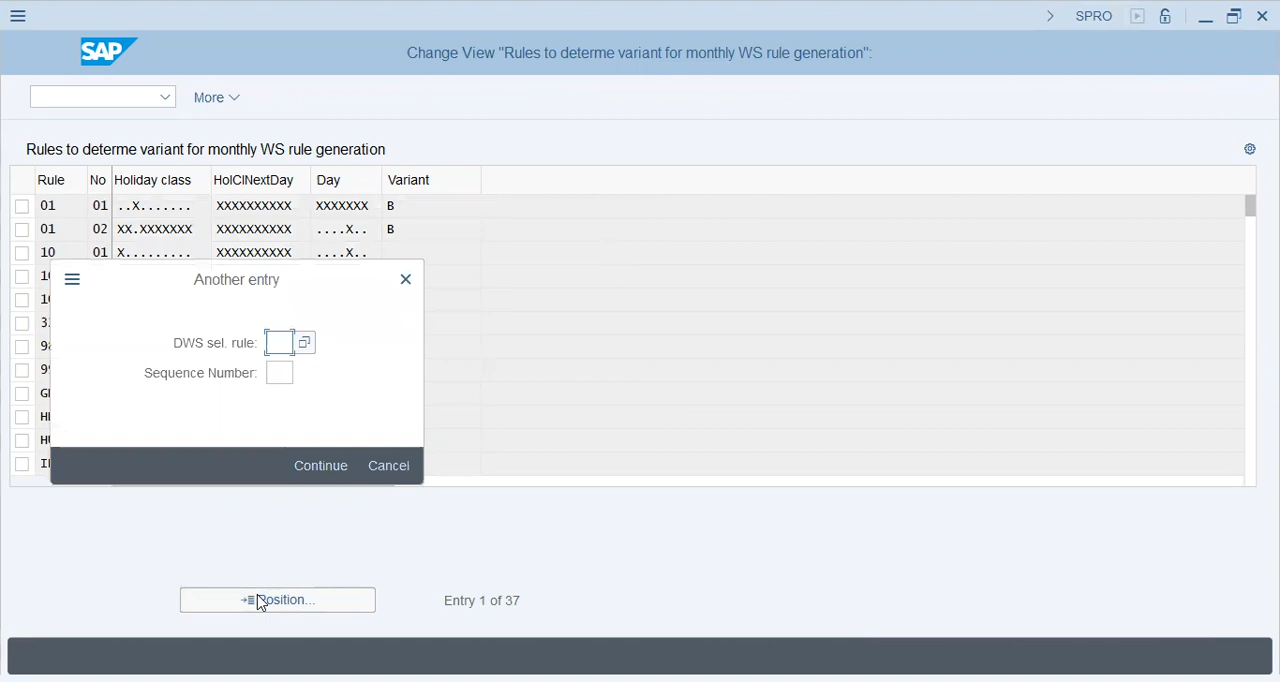 SPRO
SAP
Change View "Rules to determe variant for monthly WS rule generation":
More
Rules to determe variant for monthly WS rule generation
Rule No Holiday class HolClNextDay Day Variant
01 01 ..X....... XXXXXXXXXX XXXXXXX B
01 02 XX.XXXXXXX XXXXXXXXXX ....X.. B
10 01 X......... XXXXXXXXXX ....X..
Another entry
DWS sel. rule:
Sequence Number:
Continue Cancel
Position...
Entry 1 of 37